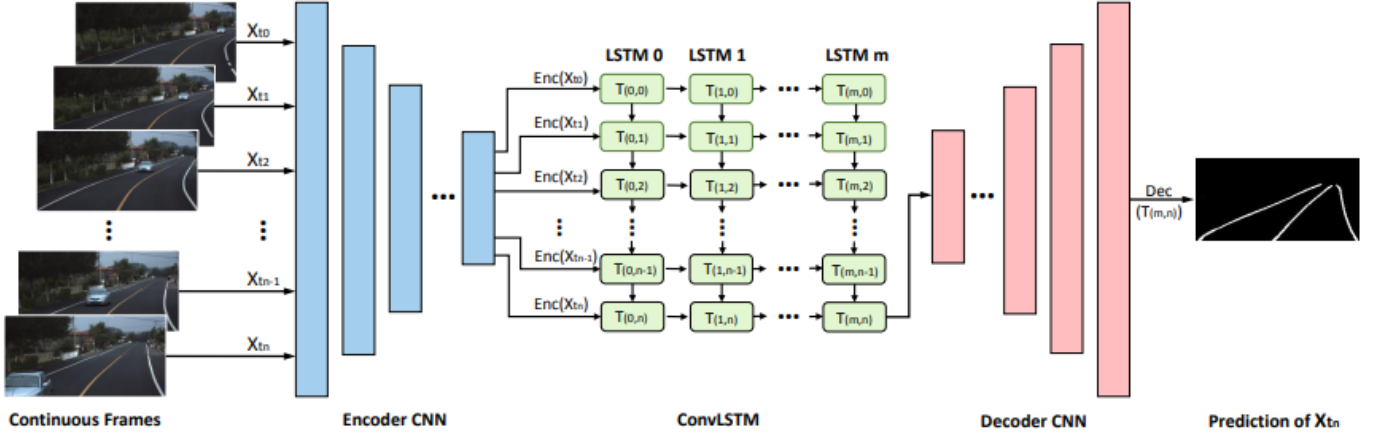 Xt0
Xt1
Xt2
Xtn-1
Xtn
Continuous Frames
Encoder CNN
Enc(Xt0)
Enc(Xt1)
Enc(Xt2)
Enc(Xtn-1)
Enc(Xtn)
LSTM 0 LSTM 1 ••• LSTM m
T(0,0) T(1,0) ••• T(m,0)
T(0,1) T(1,1) ••• T(m,1)
T(0,2) T(1,2) ••• T(m,2)
T(0,n-1) T(1,n-1) ••• T(m,n-1)
T(0,n) T(1,n) ••• T(m,n)
ConvLSTM
Decoder CNN
Dec
(T(m,n))
Prediction of Xtn